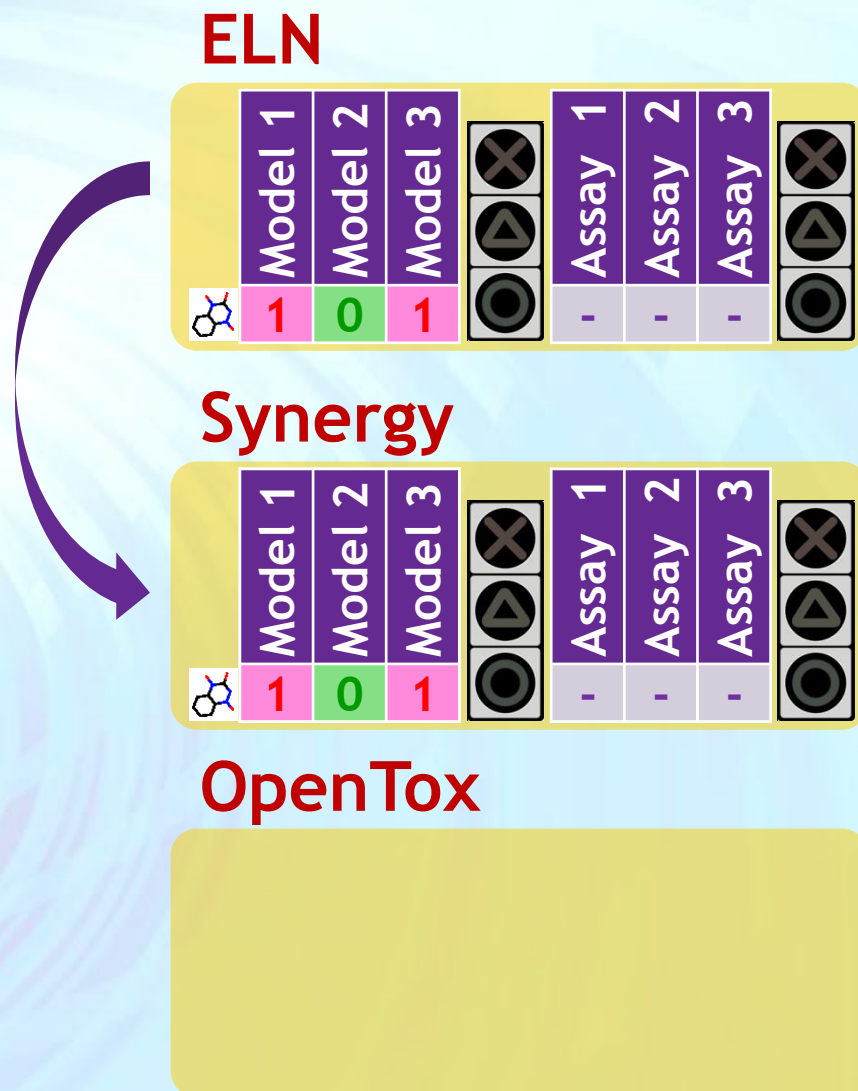 ELN
Model 1
Model 2
Model 3
Assay 1
Assay 2
Assay 3
1 0 1 - - -
Synergy
Model 1
Model 2
Model 3
Assay 1
Assay 2
Assay 3
1 0 1 - - -
OpenTox